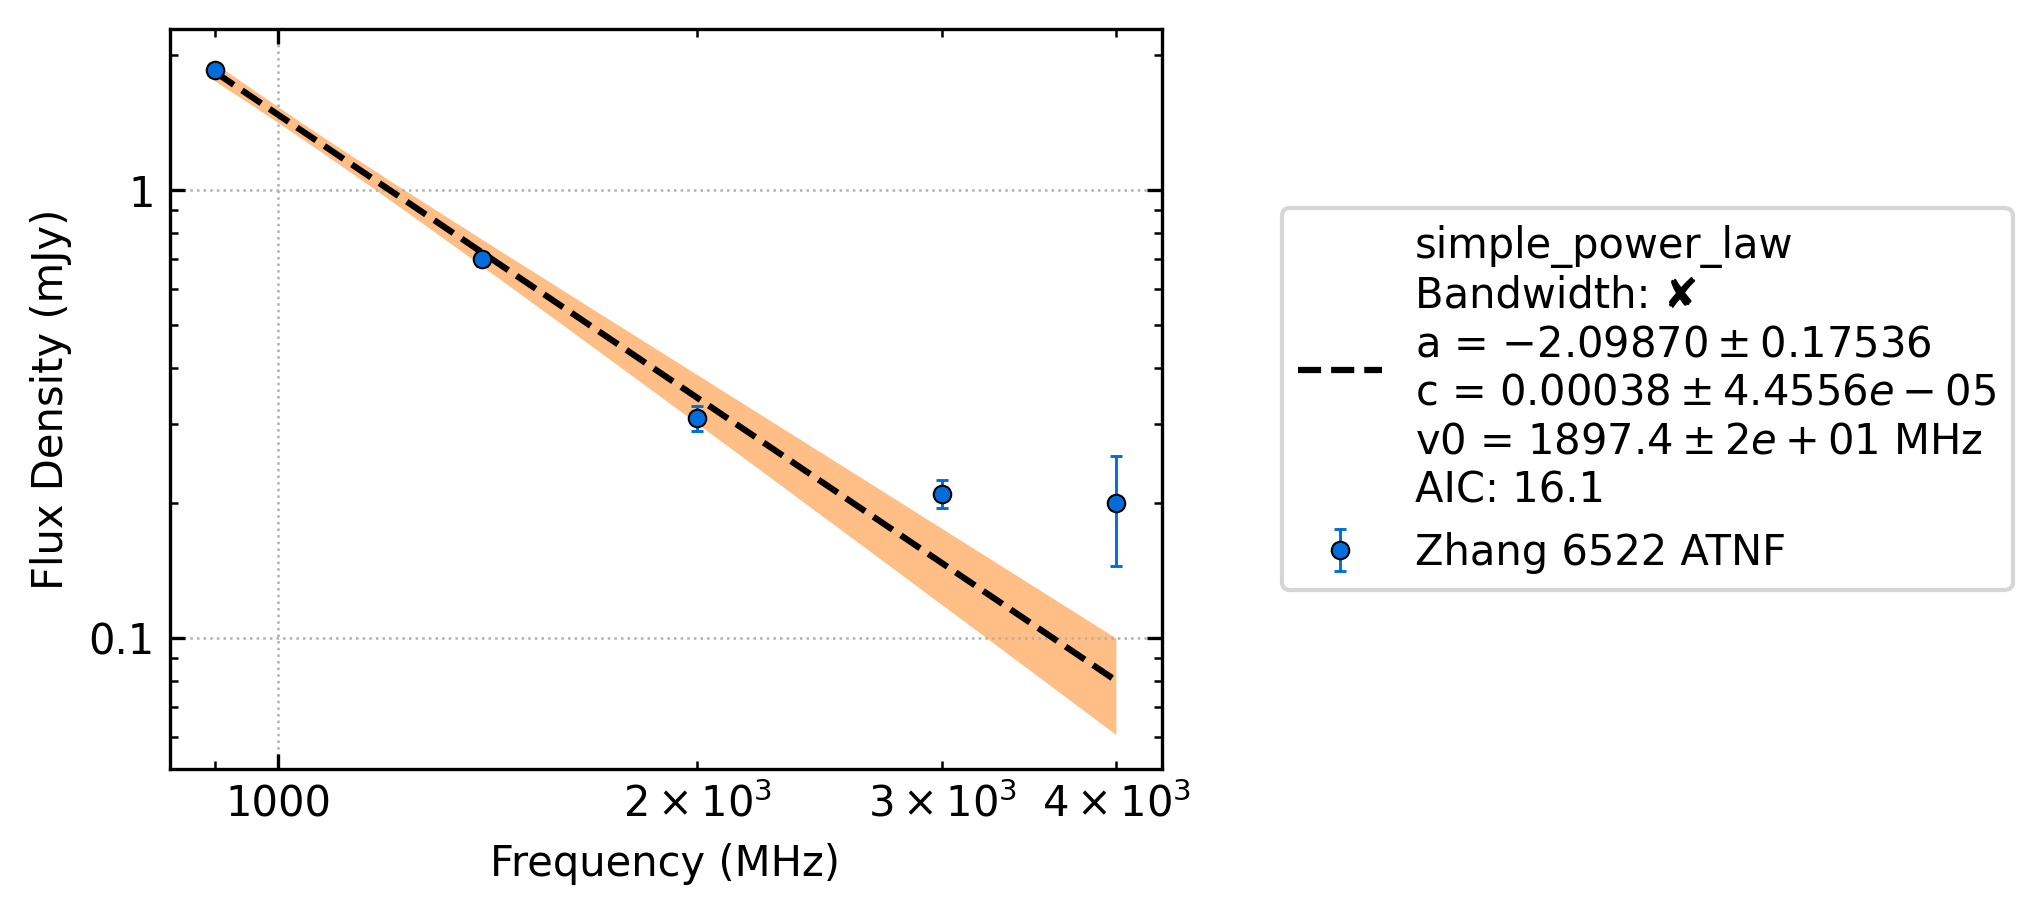 1
0.1
Flux Density (mJy)
1000
2 × 10³
3 × 10³
4 × 10³
Frequency (MHz)
simple_power_law
Bandwidth: ✘
a = −2.09870 ± 0.17536
c = 0.00038 ± 4.4556e − 05
v0 = 1897.4 ± 2e + 01 MHz
AIC: 16.1
Zhang 6522 ATNF